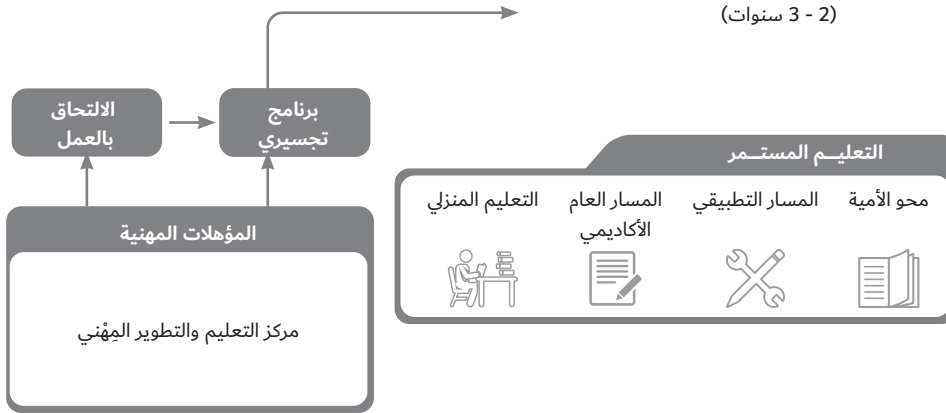 (2 - 3 سنوات)
برنامج
تجسيري
الالتحاق
بالعمل
التعليــم المستــمر
محو الأمية
المسار التطبيقي
المسار العام
الأكاديمي
التعليم المنزلي
المؤهلات المهنية
مركز التعليم والتطوير المِهْني